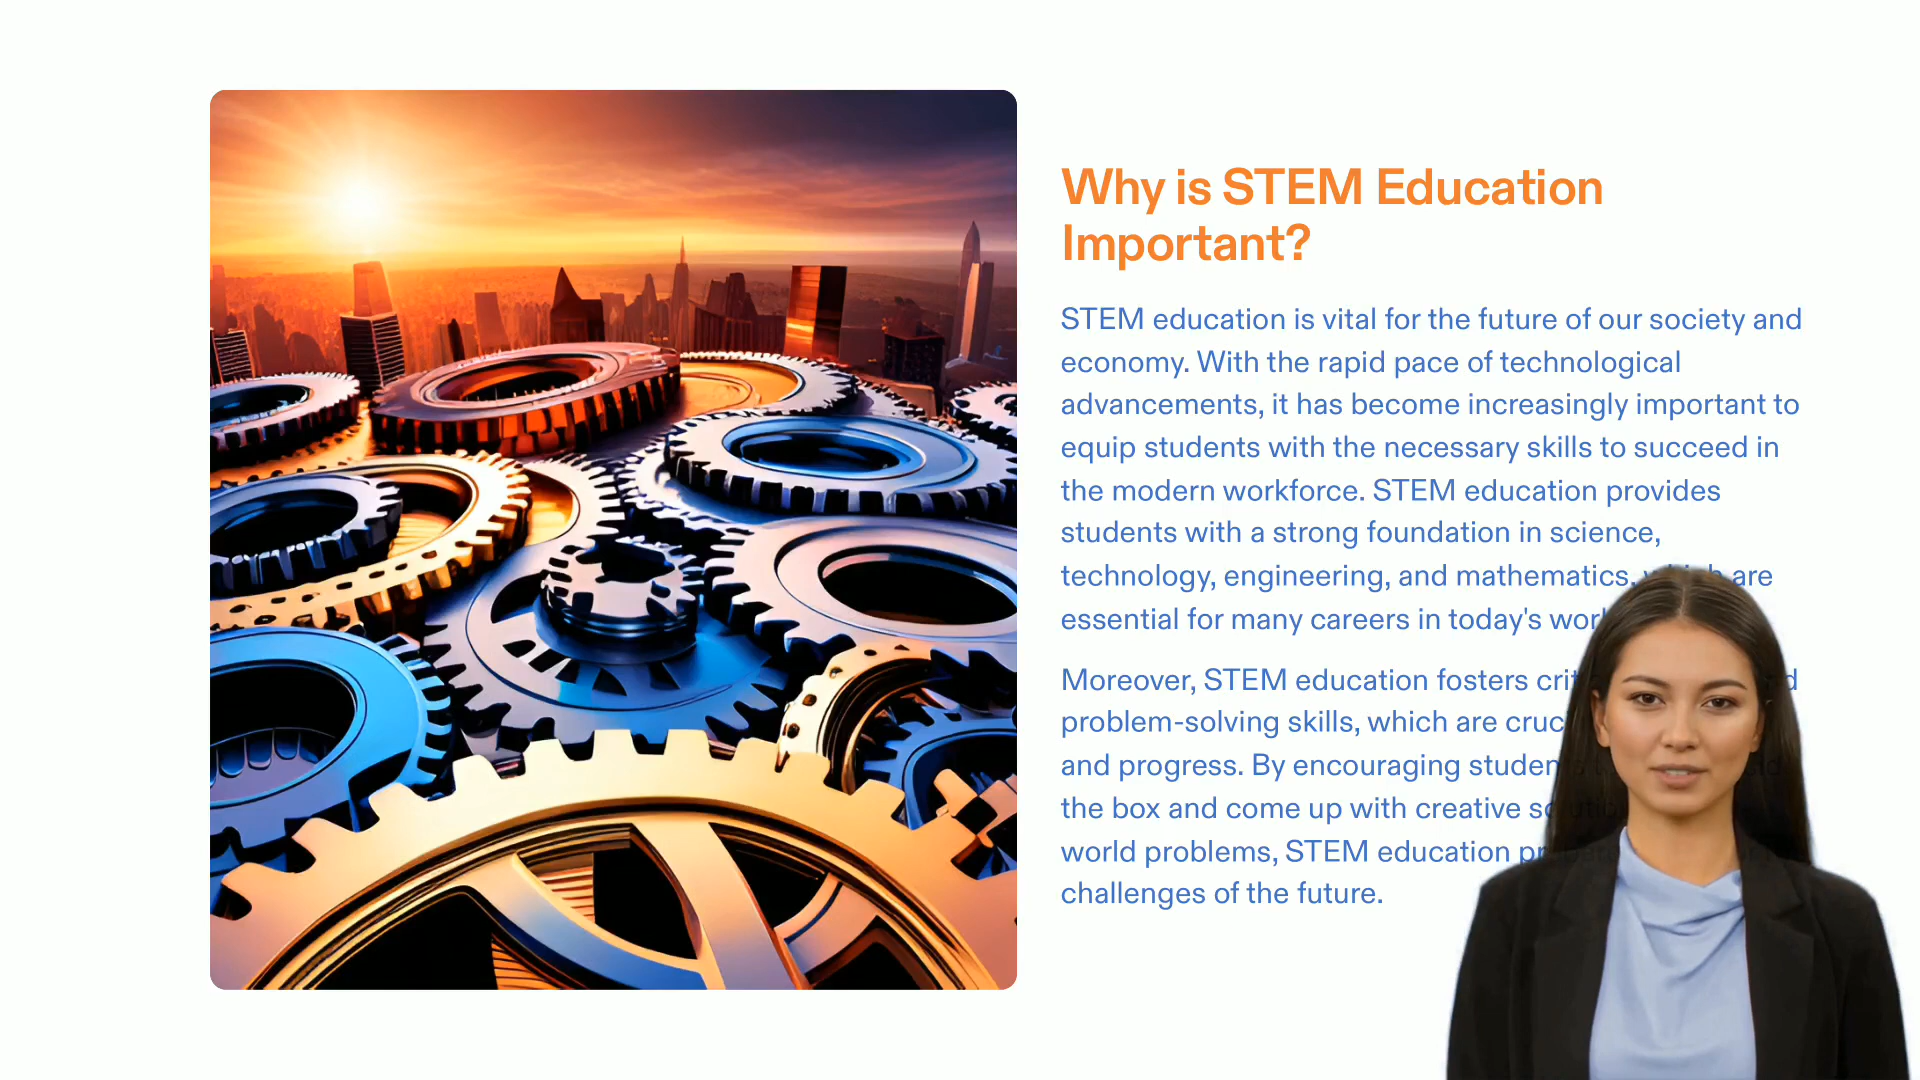 Why is STEM Education
Important?
STEM education is vital for the future of our society and
economy. With the rapid pace of technological
advancements, it has become increasingly important to
equip students with the necessary skills to succeed in
the modern workforce. STEM education provides
students with a strong foundation in science,
technology, engineering, and mathematics, which are
essential for many careers in today's
Moreover, STEM education fosters
problem-solving skills, which are
and progress. By encouraging
the box and come up with creative
world problems, STEM education
challenges of the future.